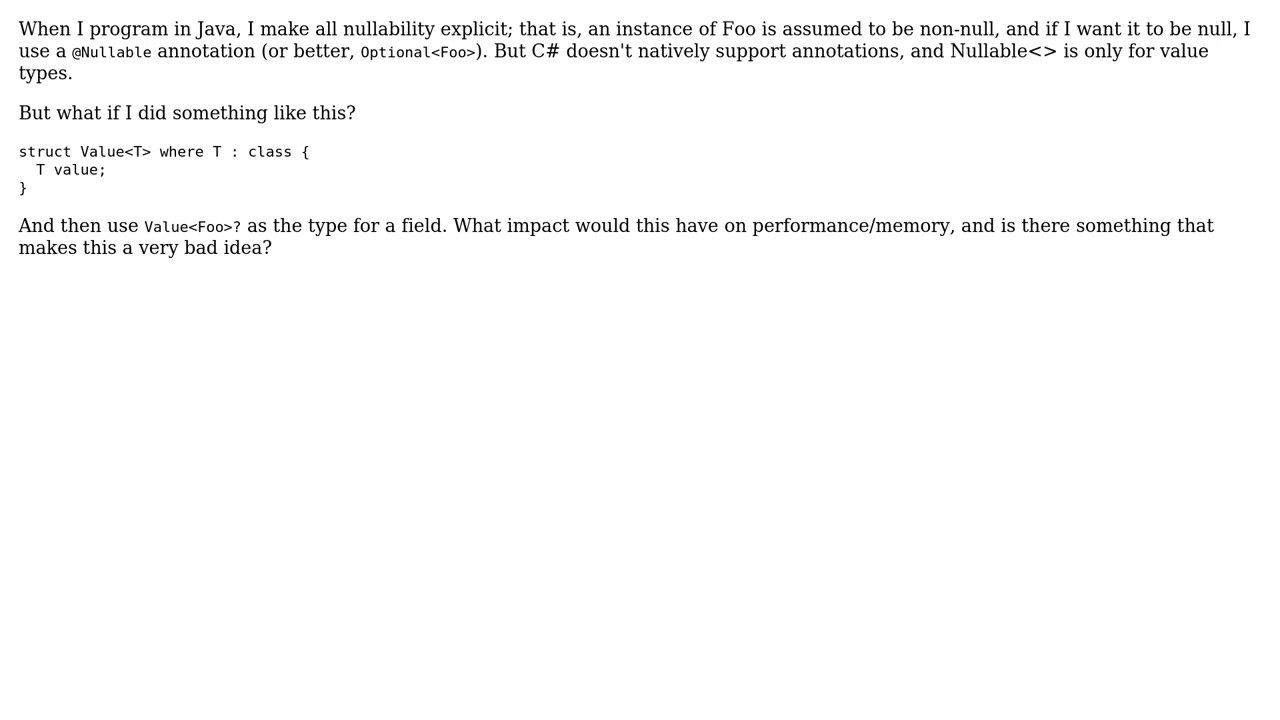 When I program in Java, I make all nullability explicit; that is, an instance of Foo is assumed to be non-null, and if I want it to be null, I
use a @Nullable annotation (or better, Optional<Foo>). But C# doesn't natively support annotations, and Nullable<> is only for value
types.
But what if I did something like this?
struct Value<T> where T : class {
  T value;
}
And then use Value<Foo>? as the type for a field. What impact would this have on performance/memory, and is there something that
makes this a very bad idea?